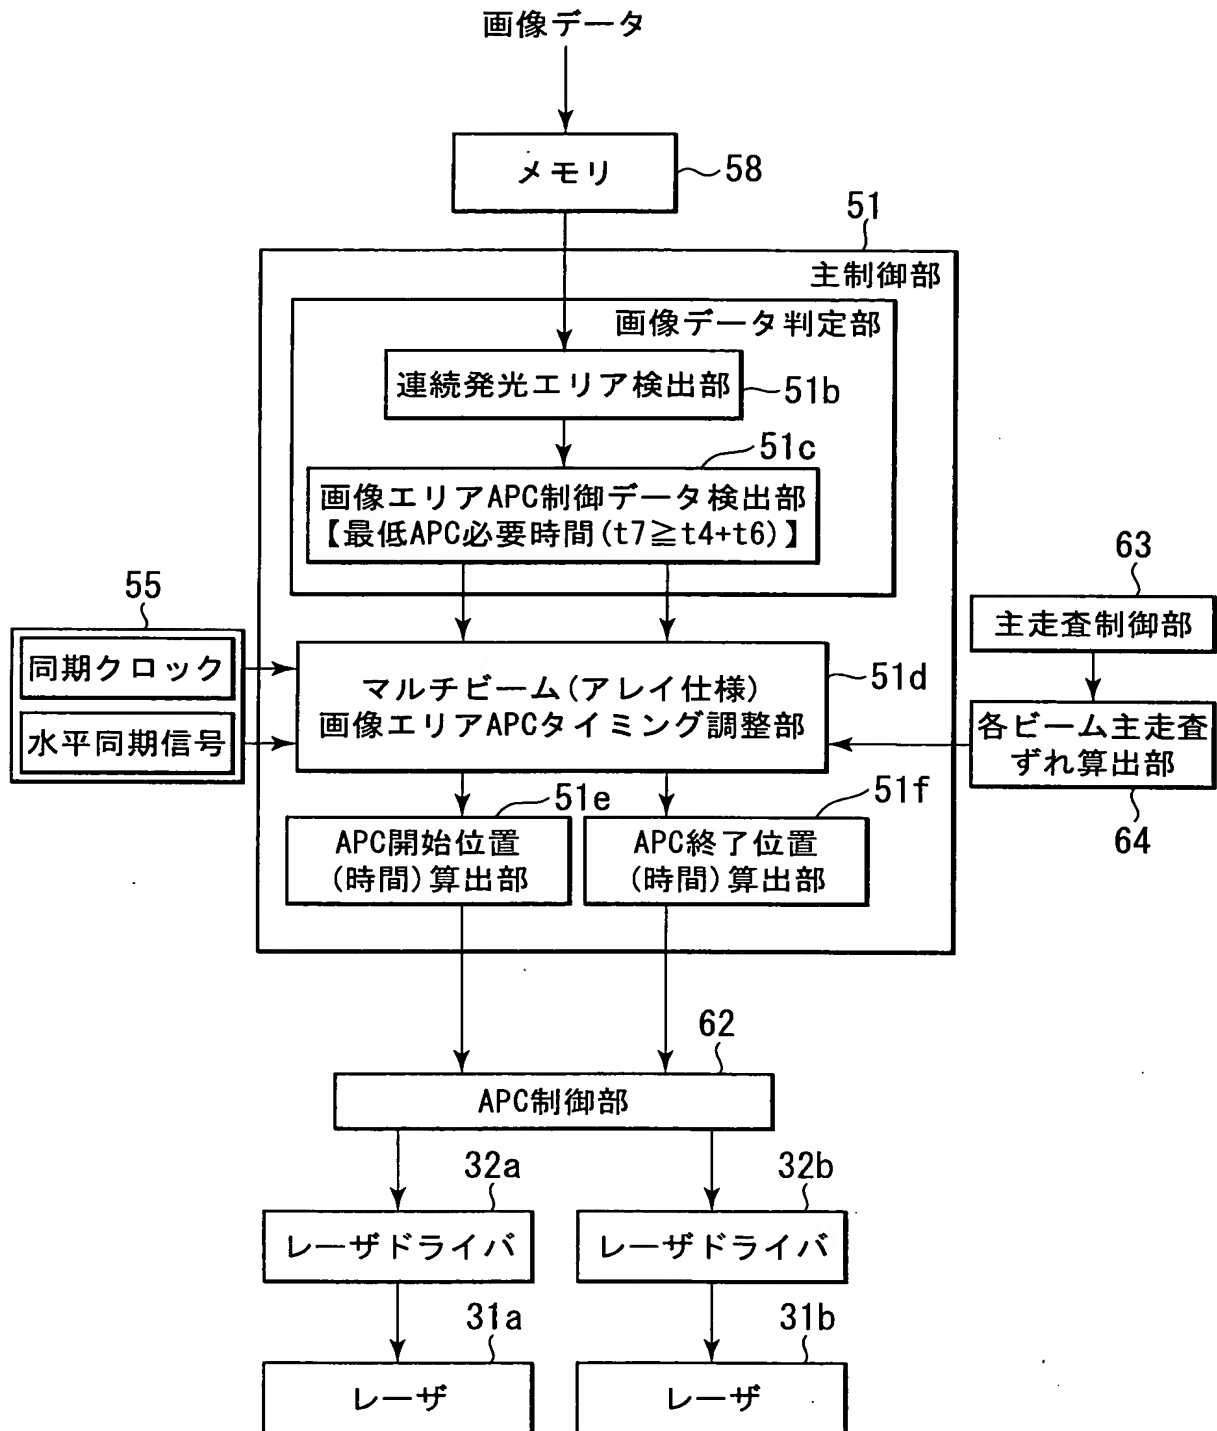 画像データ
メモリ
58
51
主制御部
画像データ判定部
連続発光エリア検出部
51b
51c
画像エリアAPC制御データ検出部
【最低APC必要時間(t7≧t4+t6)】
55
同期クロック
水平同期信号
63
主走査制御部
マルチビーム(アレイ仕様)
画像エリアAPCタイミング調整部
51d
各ビーム主走査
ずれ算出部
64
51e
APC開始位置
(時間)算出部
51f
APC終了位置
(時間)算出部
62
APC制御部
32a
レーザドライバ
32b
レーザドライバ
31a
レーザ
31b
レーザ